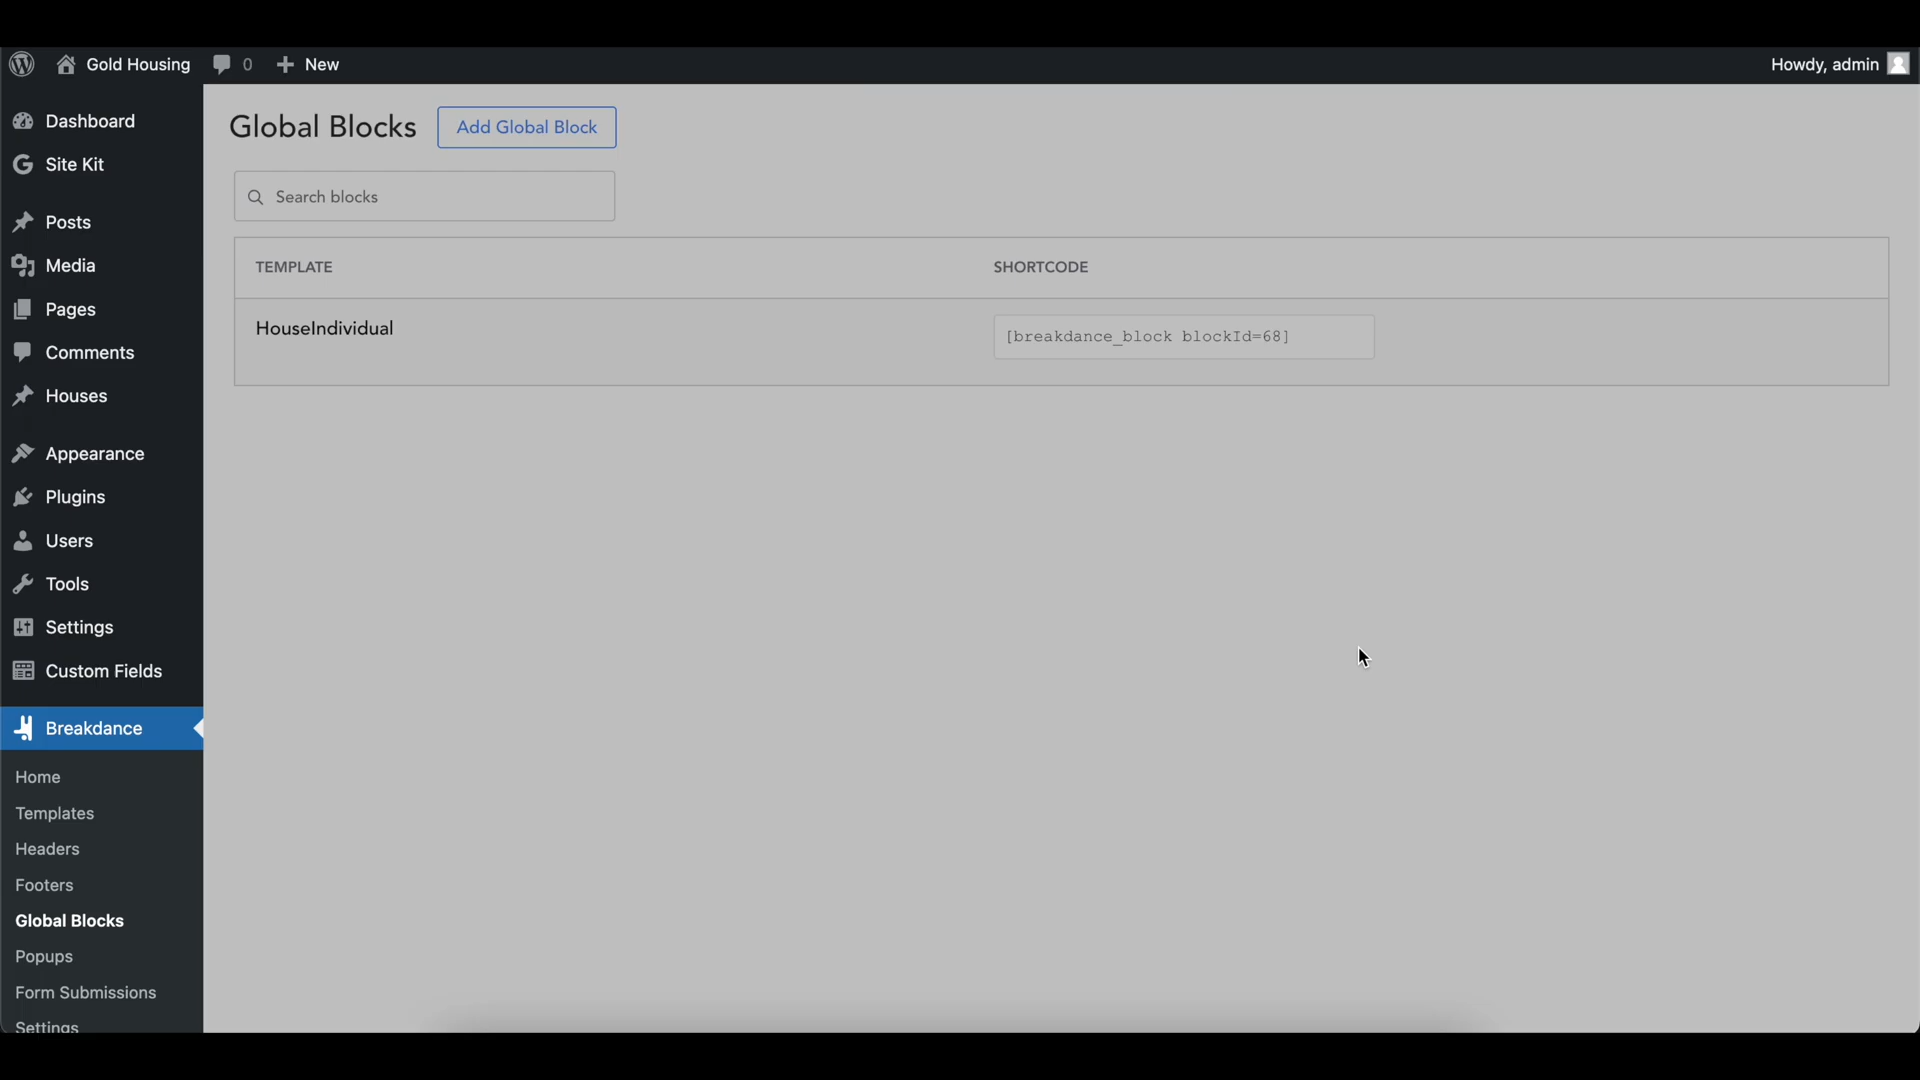 Gold Housing
0
New
Howdy, admin
Dashboard
Site Kit
Posts
Media
Pages
Comments
Houses
Appearance
Plugins
Users
Tools
Settings
Custom Fields
Breakdance
Home
Templates
Headers
Footers
Global Blocks
Popups
Form Submissions
Settings
Global Blocks
Add Global Block
Search blocks
TEMPLATE
SHORTCODE
HouseIndividual
[breakdance_block blockId=68]